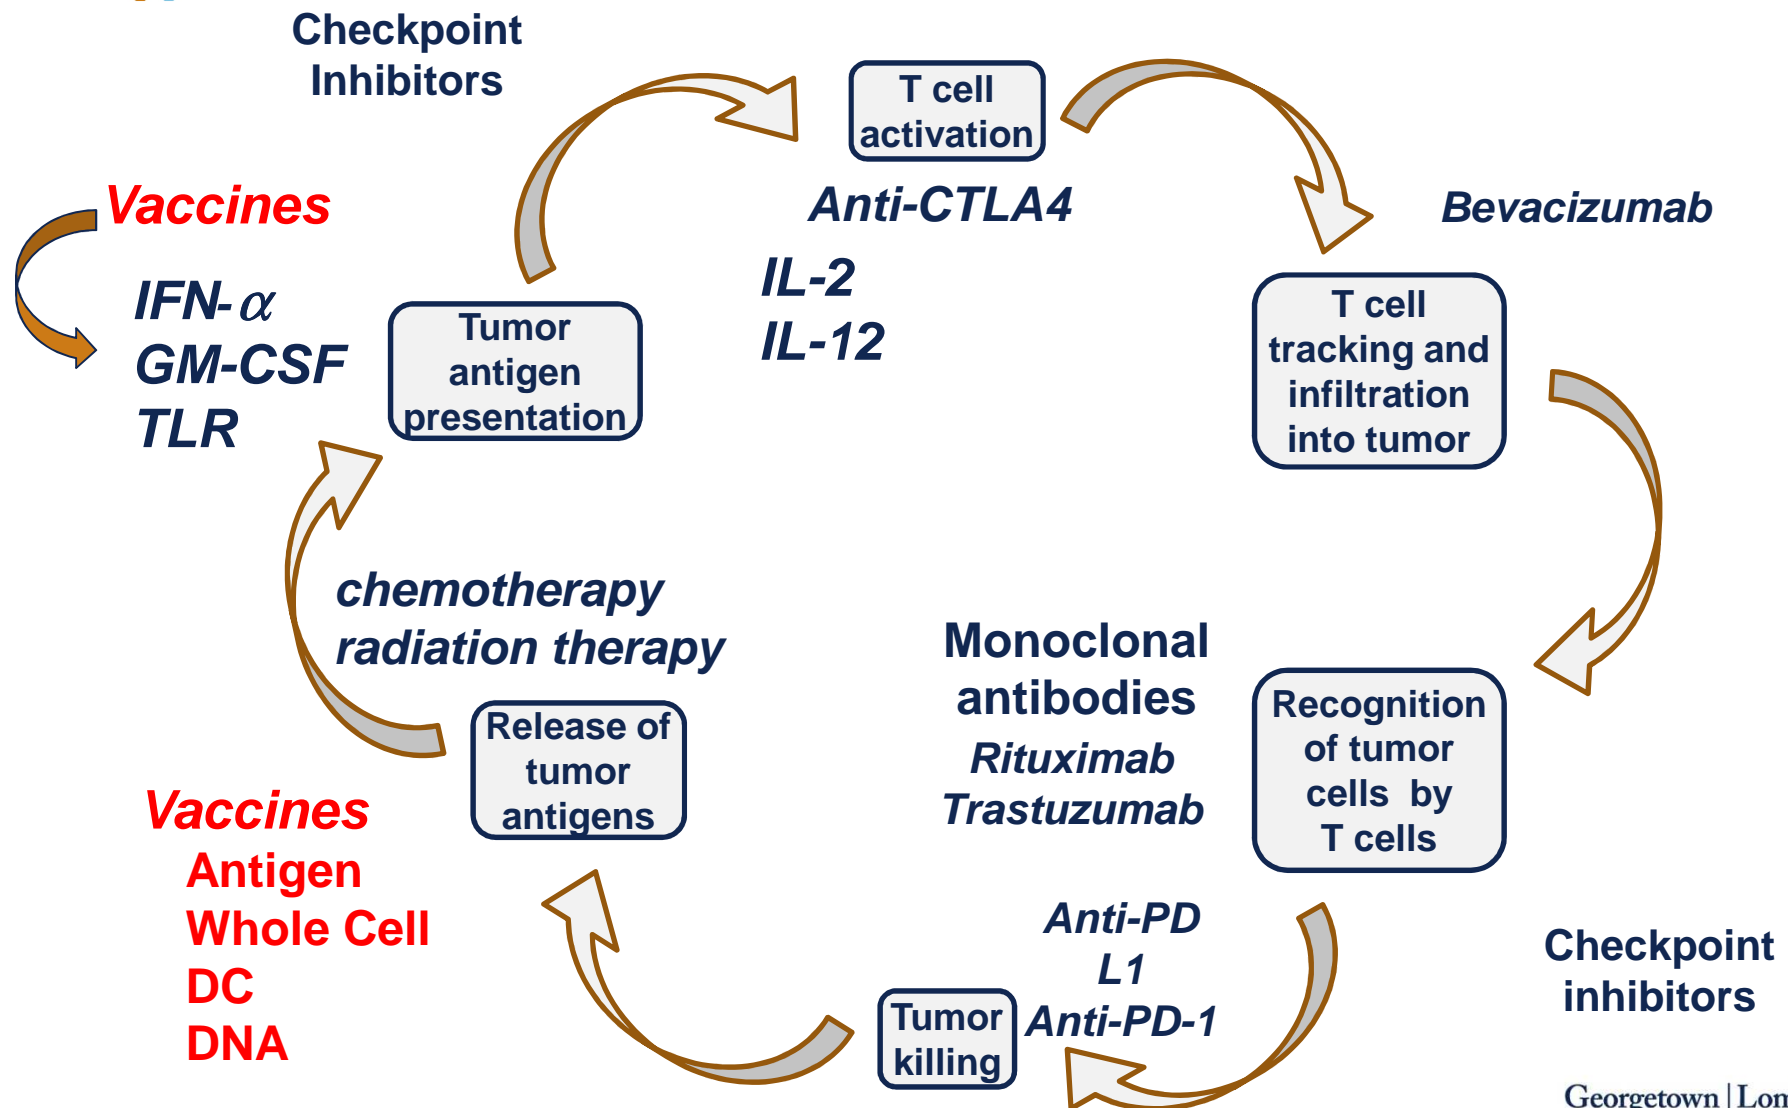 Checkpoint
Inhibitors
T cell
activation
Vaccines
Anti-CTLA4
Bevacizumab
IFN-α
GM-CSF
TLR
Tumor
antigen
presentation
IL-2
IL-12
T cell
tracking and
infiltration
into tumor
chemotherapy
radiation therapy
Monoclonal
antibodies
Rituximab
Trastuzumab
Recognition
of tumor
cells by
T cells
Release of
tumor
antigens
Vaccines
Antigen
Whole Cell
DC
DNA
Anti-PD
L1
Anti-PD-1
Tumor
killing
Checkpoint
inhibitors
Georgetown | Lom